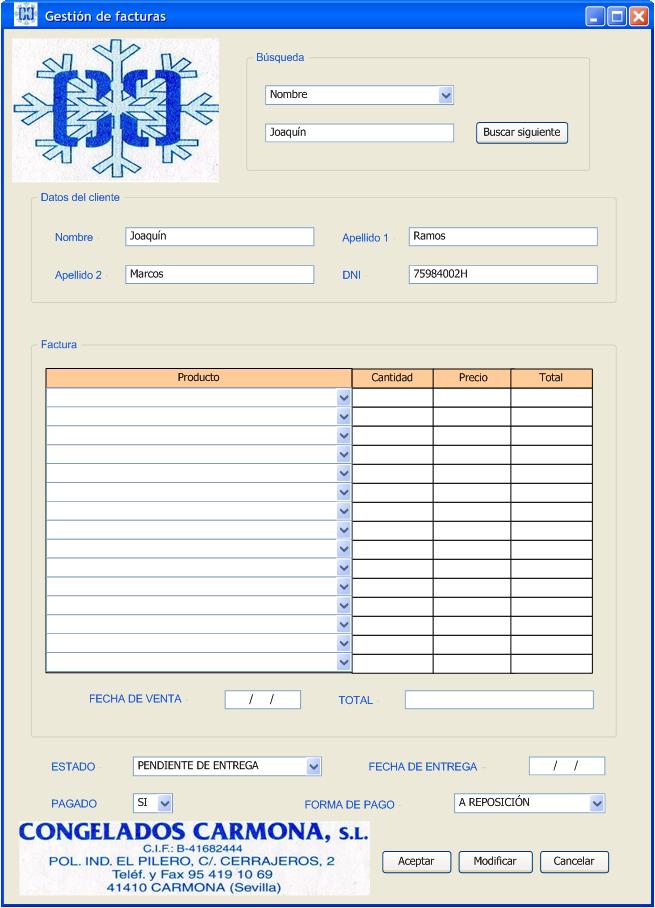 Gestión de facturas
Búsqueda
Nombre
Joaquín
Buscar siguiente
Datos del cliente
Nombre Joaquín Apellido 1 Ramos
Apellido 2 Marcos DNI 75984002H
Factura
Producto Cantidad Precio Total
FECHA DE VENTA / / TOTAL
ESTADO PENDIENTE DE ENTREGA FECHA DE ENTREGA / /
PAGADO SI FORMA DE PAGO A REPOSICIÓN
CONGELADOS CARMONA, S.L.
C.I.F.: B-41682444
POL. IND. EL PILERO, C/. CERRAJEROS, 2
Teléf. y Fax 95 419 10 69
41410 CARMONA (Sevilla)
Aceptar Modificar Cancelar